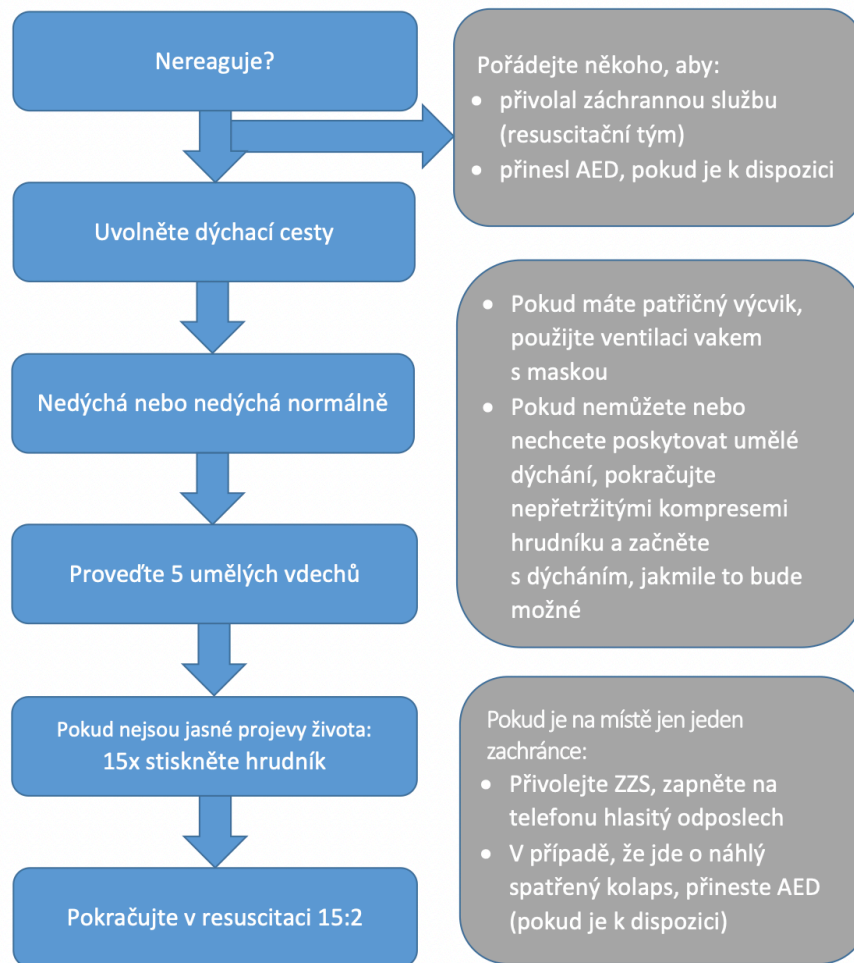 Nereaguje?
Pořádejte někoho, aby:
• přivolal záchrannou službu
(resuscitační tým)
• přinesl AED, pokud je k dispozici
Uvolněte dýchací cesty
Nedýchá nebo nedýchá normálně
• Pokud máte patřičný výcvik,
použijte ventilaci vakem
s maskou
• Pokud nemůžete nebo
nechcete poskytovat umělé
dýchání, pokračujte
nepřetržitými kompresemi
hrudníku a začněte
s dýcháním, jakmile to bude
možné
Proveďte 5 umělých vdechů
Pokud nejsou jasné projevy života:
15x stiskněte hrudník
Pokračujte v resuscitaci 15:2
Pokud je na místě jen jeden
zachránce:
• Přivolejte ZZS, zapněte na
telefonu hlasitý odposlech
• V případě, že jde o náhlý
spatřený kolaps, přineste AED
(pokud je k dispozici)